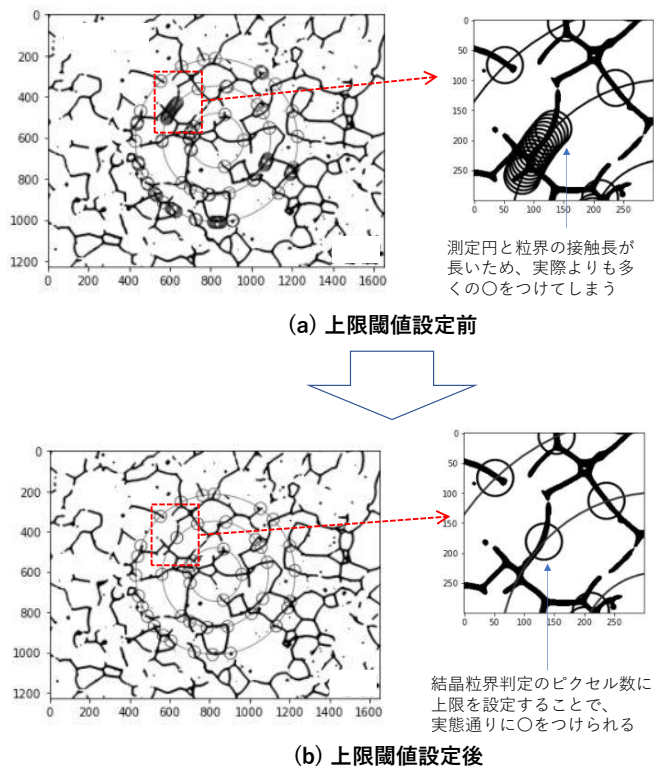 0
200
400
600
800
1000
1200
0 200 400 600 800 1000 1200 1400 1600
0
50
100
150
200
250
0 50 100 150 200 250
測定円と粒界の接触長が
長いため、実際よりも多
くの〇をつけてしまう
(a) 上限閾値設定前
0
200
400
600
800
1000
1200
0 200 400 600 800 1000 1200 1400 1600
0
50
100
150
200
250
0 50 100 150 200 250
結晶粒界判定のピクセル数に
上限を設定することで、
実態通りに〇をつけられる
(b) 上限閾値設定後